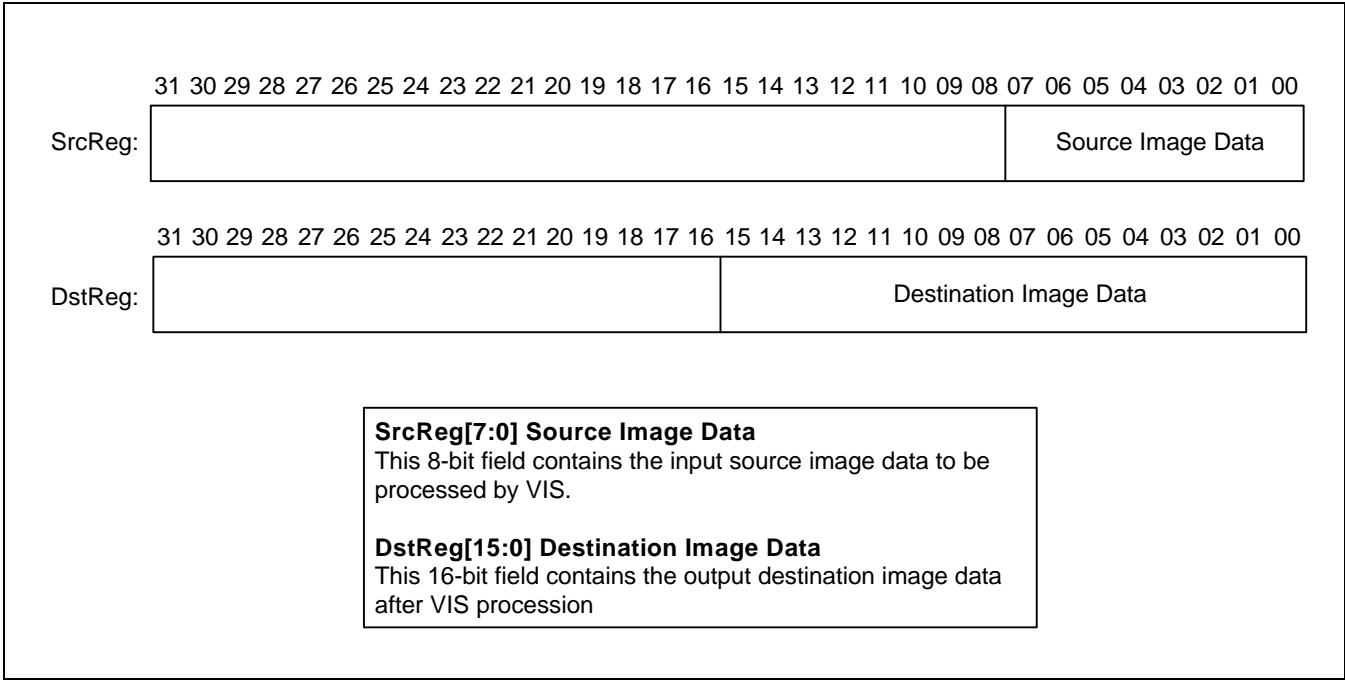 31 30 29 28 27 26 25 24 23 22 21 20 19 18 17 16 15 14 13 12 11 10 09 08 07 06 05 04 03 02 01 00
SrcReg: Source Image Data
31 30 29 28 27 26 25 24 23 22 21 20 19 18 17 16 15 14 13 12 11 10 09 08 07 06 05 04 03 02 01 00
DstReg: Destination Image Data
SrcReg[7:0] Source Image Data
This 8-bit field contains the input source image data to be
processed by VIS.
DstReg[15:0] Destination Image Data
This 16-bit field contains the output destination image data
after VIS procession